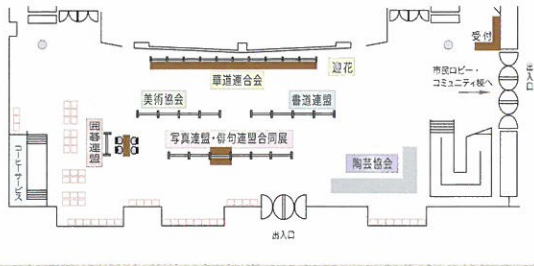 受付
迎花
華道連合会
市民ロビー・
コミュニティ棟へ
出入口
美術協会
書道連盟
囲碁連盟
写真連盟・俳句連盟合同展
陶芸協会
コーヒーサービス
出入口